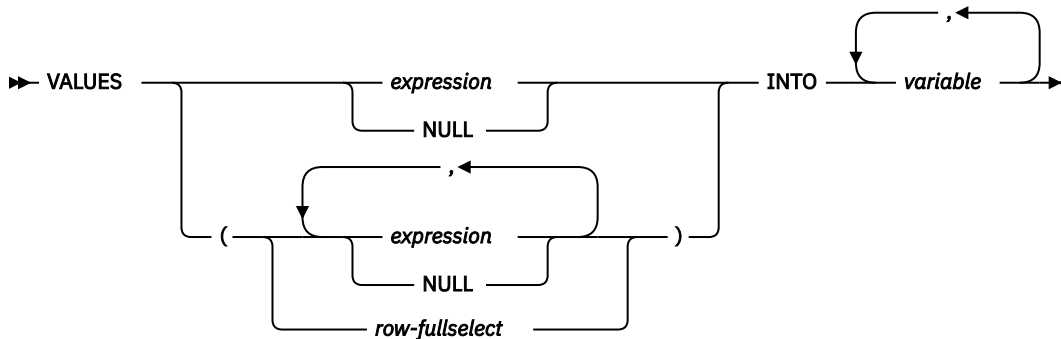 ,
VALUES expression INTO variable
NULL
,
( expression )
NULL
row-fullselect